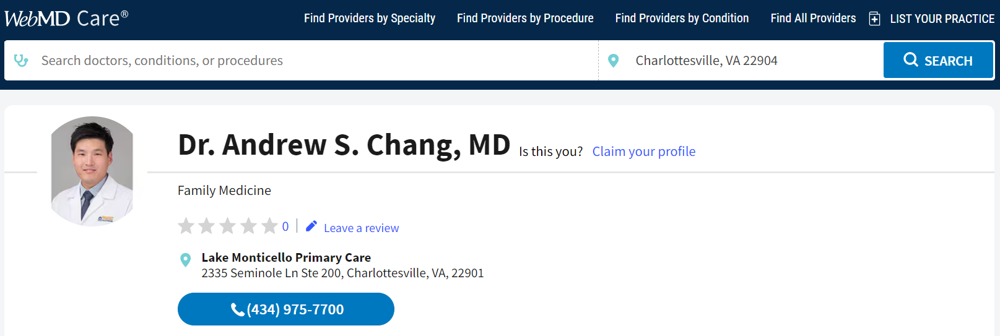 WebMD Care®
Find Providers by Specialty
Find Providers by Procedure
Find Providers by Condition
Find All Providers
LIST YOUR PRACTICE
Search doctors, conditions, or procedures
Charlottesville, VA 22904
SEARCH
Dr. Andrew S. Chang, MD
Is this you? Claim your profile
Family Medicine
0
Leave a review
Lake Monticello Primary Care
2335 Seminole Ln Ste 200, Charlottesville, VA, 22901
(434) 975-7700